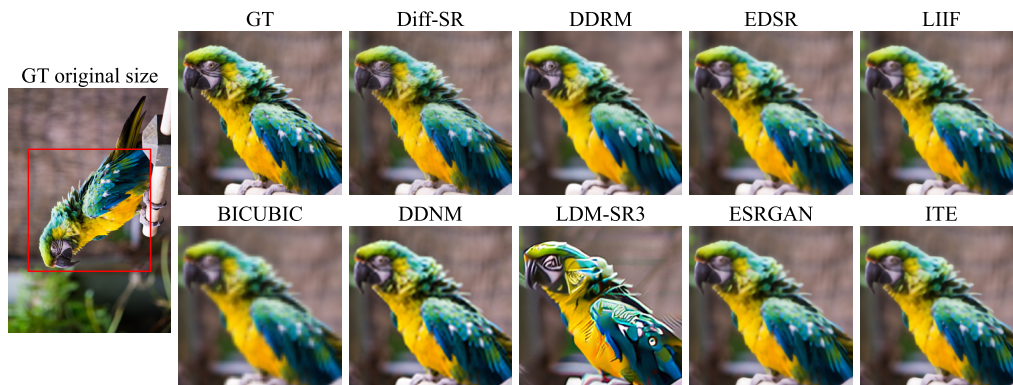 GT Diff-SR DDRM EDSR LIIF
GT original size
BICUBIC DDNM LDM-SR3 ESRGAN ITE